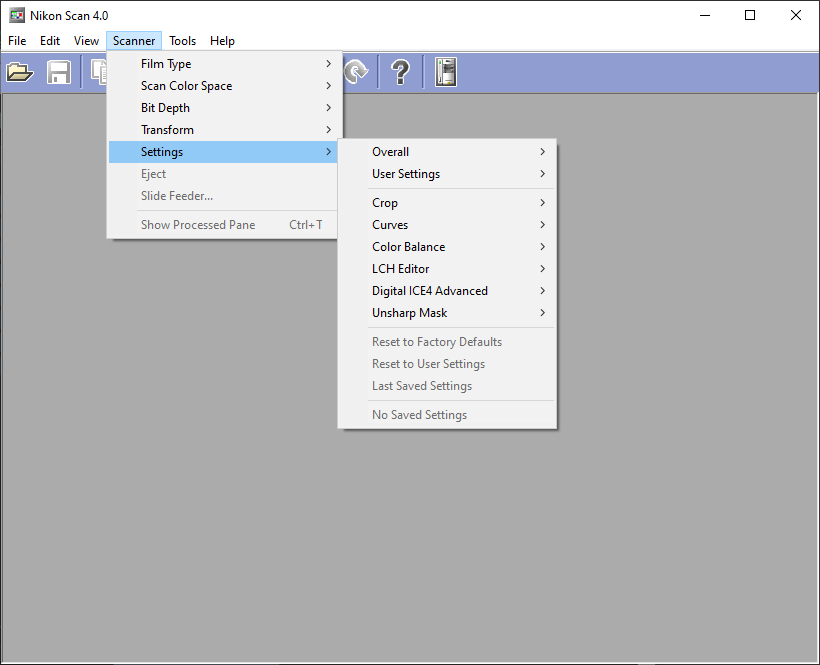 Nikon Scan 4.0
File Edit View Scanner Tools Help
Film Type
Scan Color Space
Bit Depth
Transform
Settings
Eject
Slide Feeder...
Show Processed Pane Ctrl+T
Overall
User Settings
Crop
Curves
Color Balance
LCH Editor
Digital ICE4 Advanced
Unsharp Mask
Reset to Factory Defaults
Reset to User Settings
Last Saved Settings
No Saved Settings